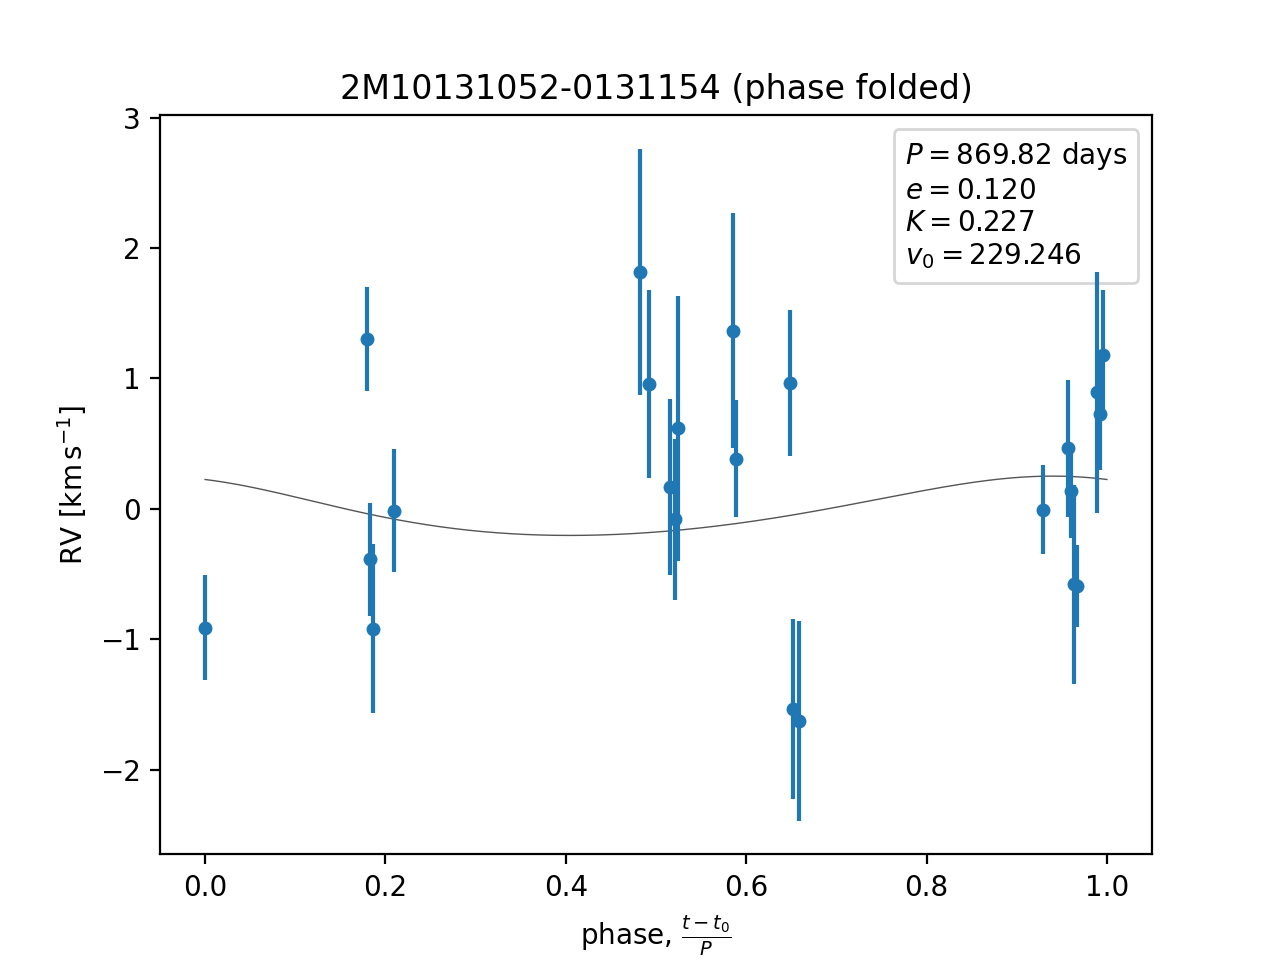 2M10131052-0131154 (phase folded)
P = 869.82 days
e = 0.120
K = 0.227
v₀ = 229.246
3
2
1
0
−1
−2
RV [km s⁻¹]
0.0 0.2 0.4 0.6 0.8 1.0
phase, (t − t₀)/P